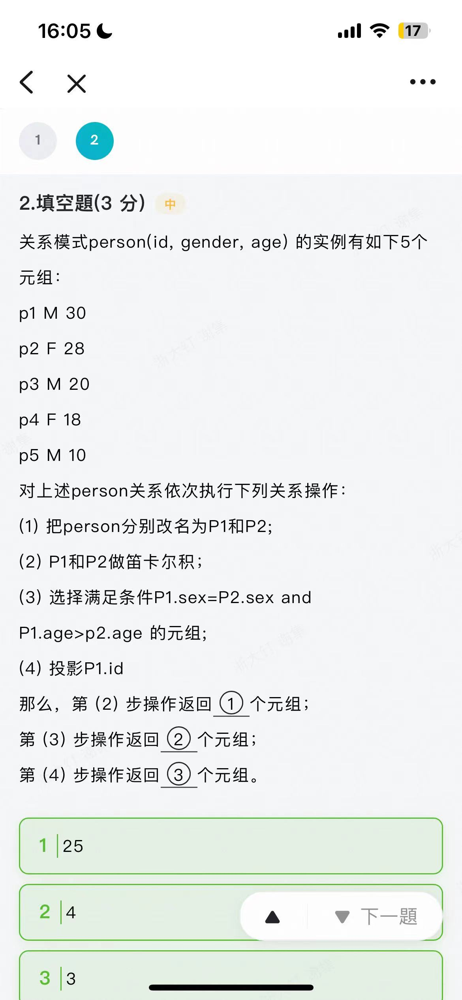 16:05
17
1
2
2.填空題(3 分) 中
关系模式person(id, gender, age) 的实例有如下5个
元组：
p1 M 30
p2 F 28
p3 M 20
p4 F 18
p5 M 10
对上述person关系依次执行下列关系操作：
(1) 把person分别改名为P1和P2;
(2) P1和P2做笛卡尔积；
(3) 选择满足条件P1.sex=P2.sex and
P1.age>p2.age 的元组;
(4) 投影P1.id
那么，第 (2) 步操作返回 ① 个元组；
第 (3) 步操作返回 ② 个元组；
第 (4) 步操作返回 ③ 个元组。
1 25
2 4
下一題
3 3